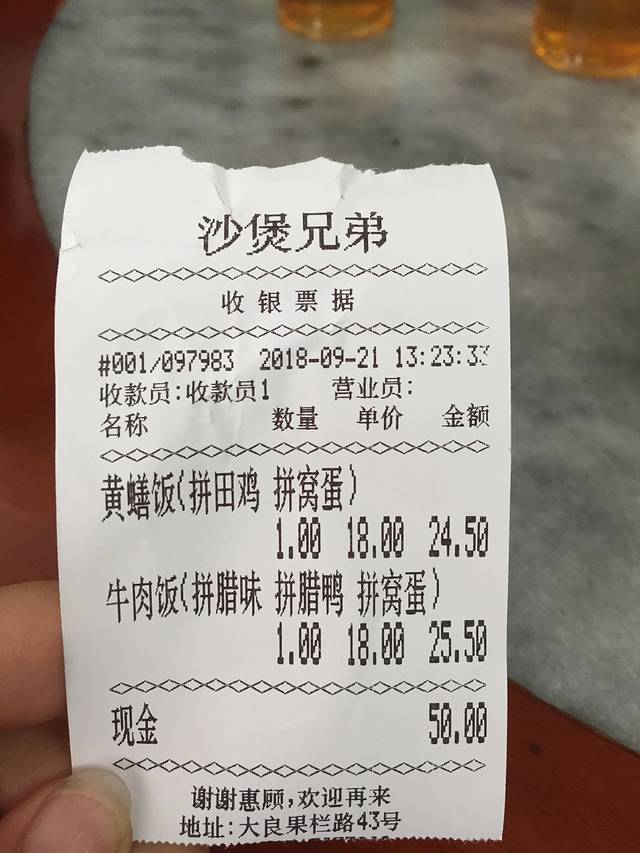 沙煲兄弟
收银票据
#001/097983 2018-09-21 13:23:33
收款员:收款员1 营业员:
名称 数量 单价 金额
黄鳝饭(拼田鸡 拼窝蛋)
1.00 18.00 24.50
牛肉饭(拼腊味 拼腊鸭 拼窝蛋)
1.00 18.00 25.50
现金 50.00
谢谢惠顾,欢迎再来
地址:大良果栏路43号